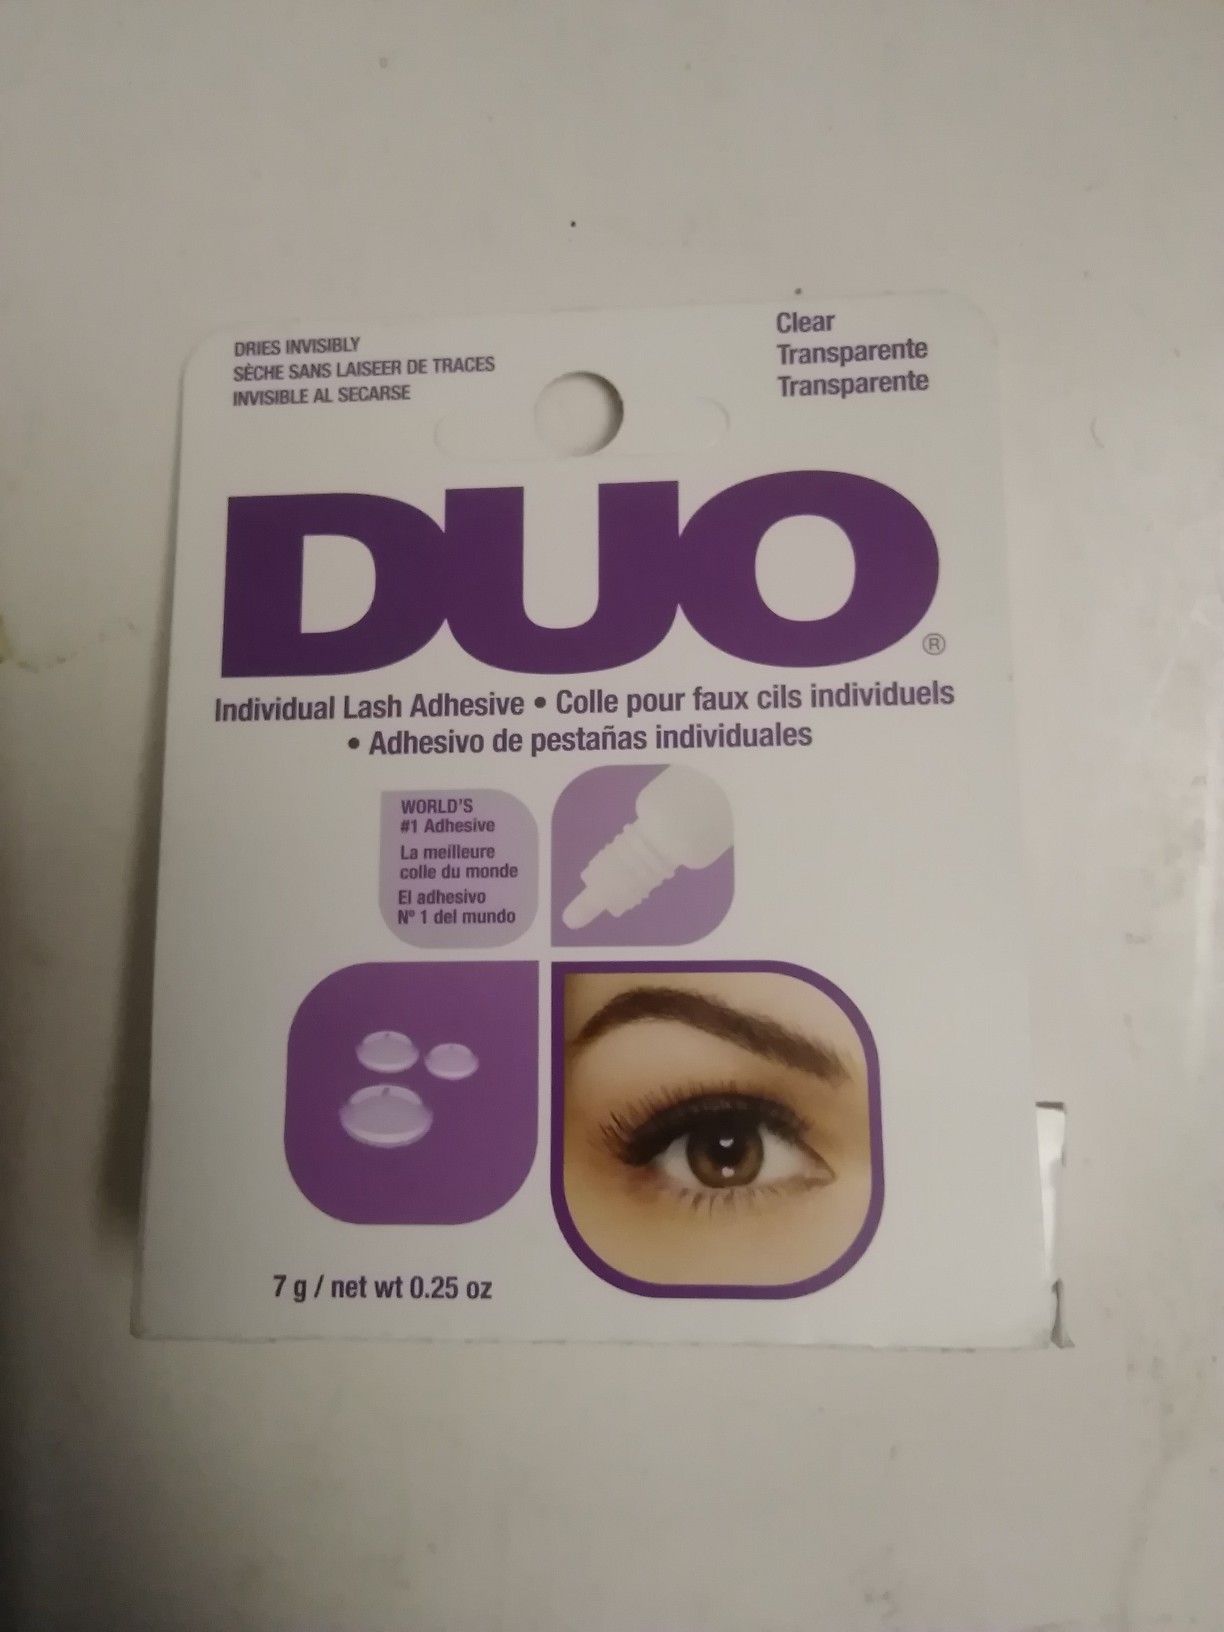 DRIES INVISIBLY
SÈCHE SANS LAISEER DE TRACES
INVISIBLE AL SECARSE
Clear
Transparente
Transparente
DUO®
Individual Lash Adhesive • Colle pour faux cils individuels
• Adhesivo de pestañas individuales
WORLD'S
#1 Adhesive
La meilleure
colle du monde
El adhesivo
Nº 1 del mundo
7 g / net wt 0.25 oz